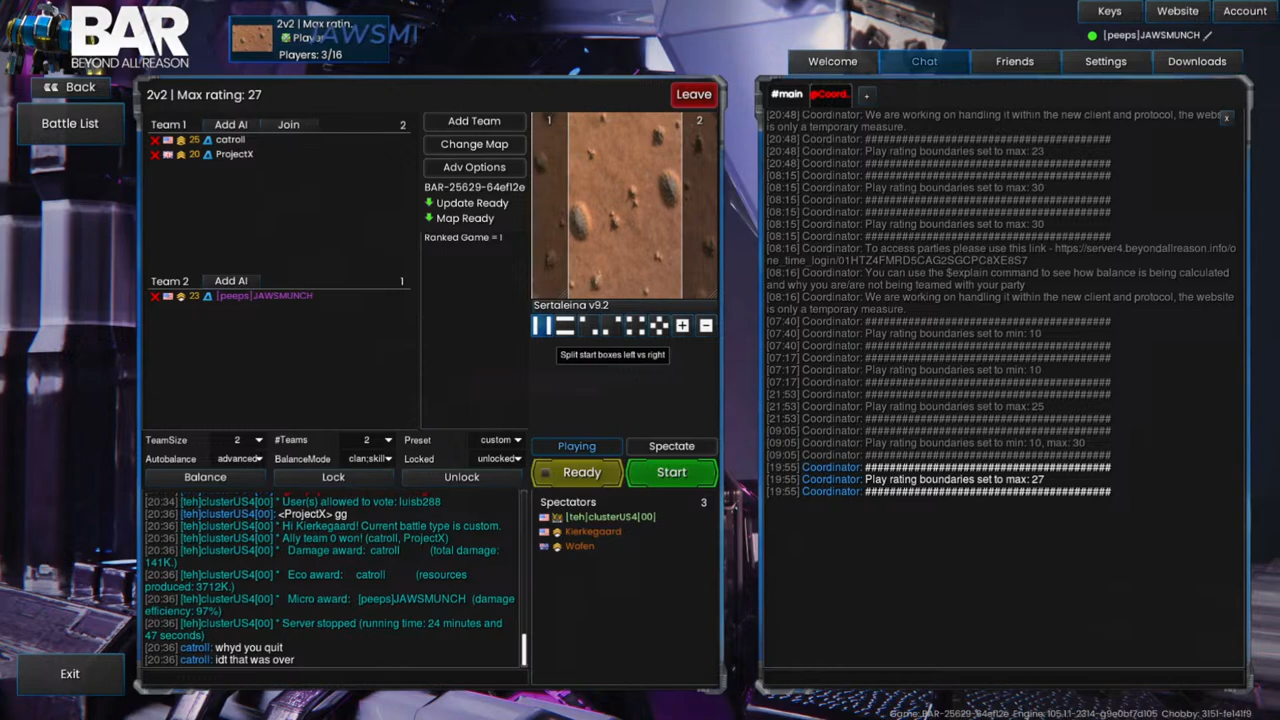 BAR
BEYOND ALL REASON
2v2 | Max ratin.
Players: 3/16
Keys
Website
Account
[peeps]JAWSMUNCH
Back
Battle List
Exit
2v2 | Max rating: 27
Leave
Team 1 Add AI Join 2
25 catroll
20 ProjectX
Team 2 Add AI 1
23 [peeps]JAWSMUNCH
Add Team
Change Map
Adv Options
BAR-25629-64ef12e
Update Ready
Map Ready
Ranked Game = 1
1 2
Sertaleina v9.2
Split start boxes left vs right
TeamSize 2 #Teams 2 Preset custom
Autobalance advanced BalanceMode clan;skill Locked unlocked
Balance Lock Unlock
Playing
Spectate
Ready
Start
Spectators 3
[teh]clusterUS4[00]
Kierkegaard
Wofen
[20:34] [teh]clusterUS4[00] * User(s) allowed to vote: luisb288
[20:36] [teh]clusterUS4[00]: <ProjectX> gg
[20:36] [teh]clusterUS4[00] * Hi Kierkegaard! Current battle type is custom.
[20:36] [teh]clusterUS4[00] * Ally team 0 won! (catroll, ProjectX)
[20:36] [teh]clusterUS4[00] * Damage award: catroll (total damage:
141K.)
[20:36] [teh]clusterUS4[00] * Eco award: catroll (resources
produced: 3712K.)
[20:36] [teh]clusterUS4[00] * Micro award: [peeps]JAWSMUNCH (damage
efficiency: 97%)
[20:36] [teh]clusterUS4[00] * Server stopped (running time: 24 minutes and
47 seconds)
[20:36] catroll: whyd you quit
[20:36] catroll: idt that was over
Welcome
Chat
Friends
Settings
Downloads
#main
@Coord..
+
x
[20:48] Coordinator: We are working on handling it within the new client and protocol, the website
is only a temporary measure.
[20:48] Coordinator: ###################################
[20:48] Coordinator: Play rating boundaries set to max: 23
[20:48] Coordinator: ###################################
[08:15] Coordinator: ###################################
[08:15] Coordinator: Play rating boundaries set to max: 30
[08:15] Coordinator: ###################################
[08:15] Coordinator: ###################################
[08:15] Coordinator: Play rating boundaries set to max: 30
[08:15] Coordinator: ###################################
[08:16] Coordinator: To access parties please use this link - https://server4.beyondallreason.info/o
ne_time_login/01HTZ4FMRD5CAG2SGCPC8XE8S7
[08:16] Coordinator: You can use the $explain command to see how balance is being calculated
and why you are/are not being teamed with your party
[08:16] Coordinator: We are working on handling it within the new client and protocol, the website
is only a temporary measure.
[07:40] Coordinator: ###################################
[07:40] Coordinator: Play rating boundaries set to min: 10
[07:40] Coordinator: ###################################
[07:17] Coordinator: ###################################
[07:17] Coordinator: Play rating boundaries set to min: 10
[07:17] Coordinator: ###################################
[21:53] Coordinator: ###################################
[21:53] Coordinator: Play rating boundaries set to max: 25
[21:53] Coordinator: ###################################
[09:05] Coordinator: ###################################
[09:05] Coordinator: Play rating boundaries set to min: 10, max: 30
[09:05] Coordinator: ###################################
[19:55] Coordinator: ###################################
[19:55] Coordinator: Play rating boundaries set to max: 27
[19:55] Coordinator: ###################################
Game: BAR-25629-64ef12e Engine: 105.1.1-2314-g9e0bf7d105 Chobby: 3151-fe141f9